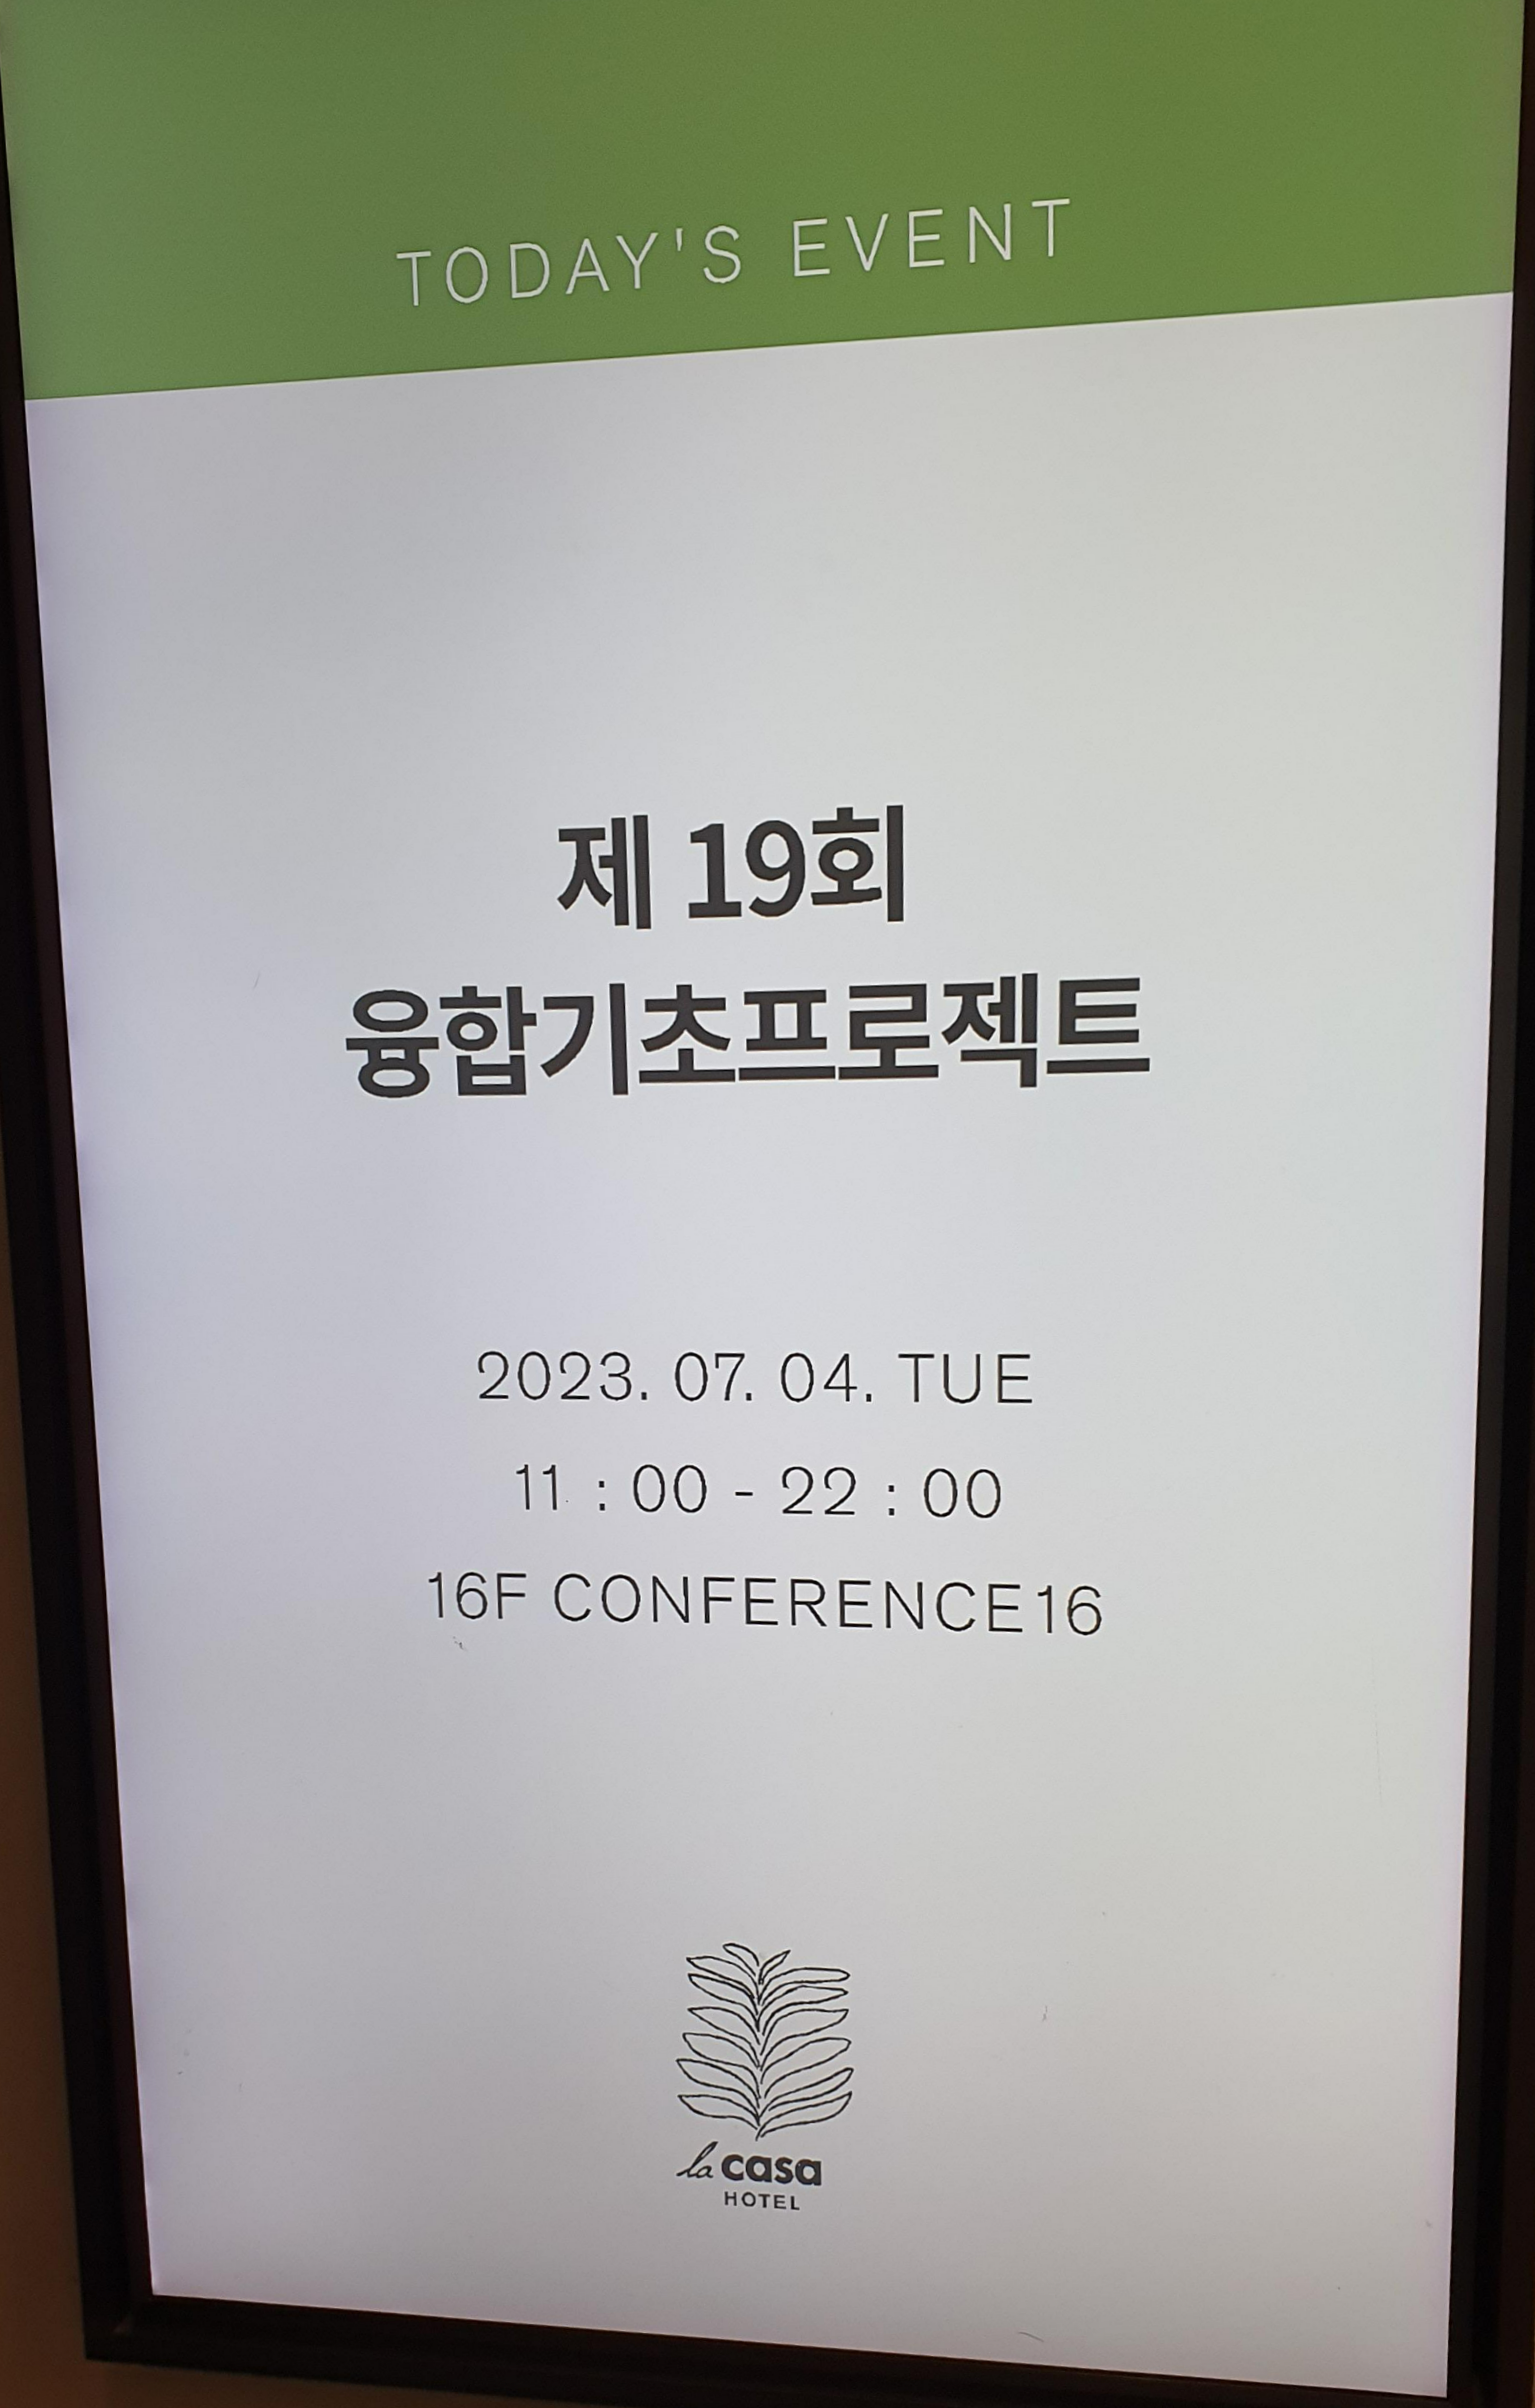 TODAY'S EVENT
제 19회
융합기초프로젝트
2023. 07. 04. TUE
11 : 00 - 22 : 00
16F CONFERENCE16
la casa
HOTEL